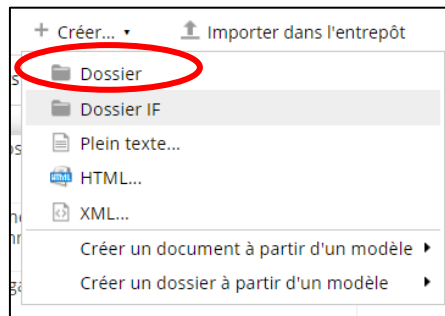 + Créer... ▾ Importer dans l'entrepôt
Dossier
Dossier IF
Plein texte...
HTML...
XML...
Créer un document à partir d'un modèle
Créer un dossier à partir d'un modèle